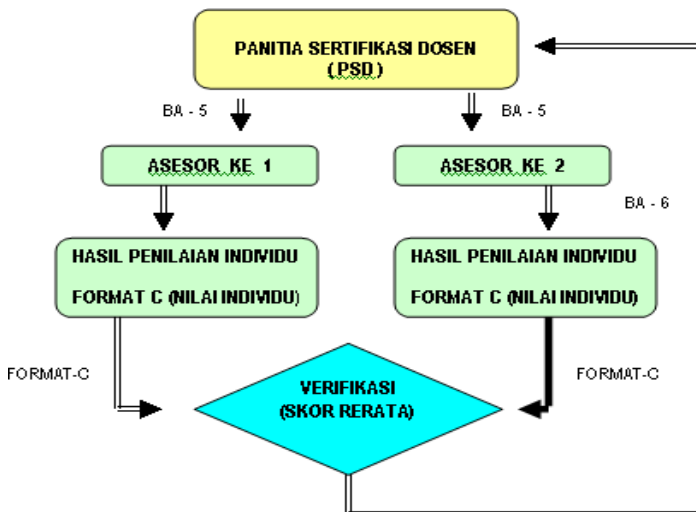 PANITIA SERTIFIKASI DOSEN
( PSD )
BA - 5
BA - 5
ASESOR KE 1
ASESOR KE 2
BA - 6
HASIL PENILAIAN INDIVIDU
FORMAT C (NILAI INDIVIDU)
HASIL PENILAIAN INDIVIDU
FORMAT C (NILAI INDIVIDU)
FORMAT-C
FORMAT-C
VERIFIKASI
(SKOR RERATA)